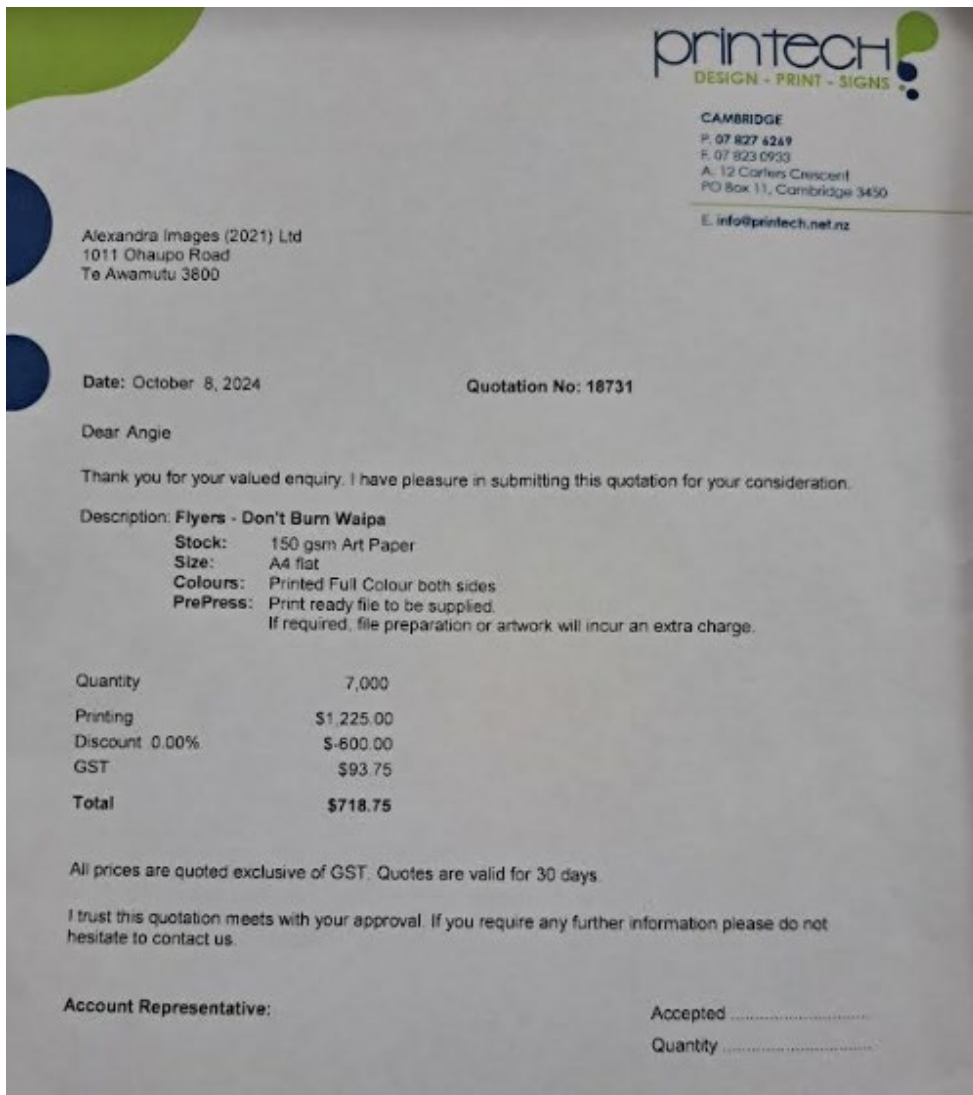 printech
DESIGN - PRINT - SIGNS
CAMBRIDGE
P. 07 827 6269
F. 07 823 0933
A. 12 Carters Crescent
PO Box 11, Cambridge 3450
E. info@printech.net.nz
Alexandra Images (2021) Ltd
1011 Ohaupo Road
Te Awamutu 3800
Date: October 8, 2024 Quotation No: 18731
Dear Angie
Thank you for your valued enquiry. I have pleasure in submitting this quotation for your consideration.
Description: Flyers - Don't Burn Waipa
Stock: 150 gsm Art Paper
Size: A4 flat
Colours: Printed Full Colour both sides
PrePress: Print ready file to be supplied.
If required, file preparation or artwork will incur an extra charge.
Quantity 7,000
Printing $1,225.00
Discount 0.00% $-600.00
GST $93.75
Total $718.75
All prices are quoted exclusive of GST. Quotes are valid for 30 days.
I trust this quotation meets with your approval. If you require any further information please do not
hesitate to contact us.
Account Representative:
Accepted ............................
Quantity ..............................